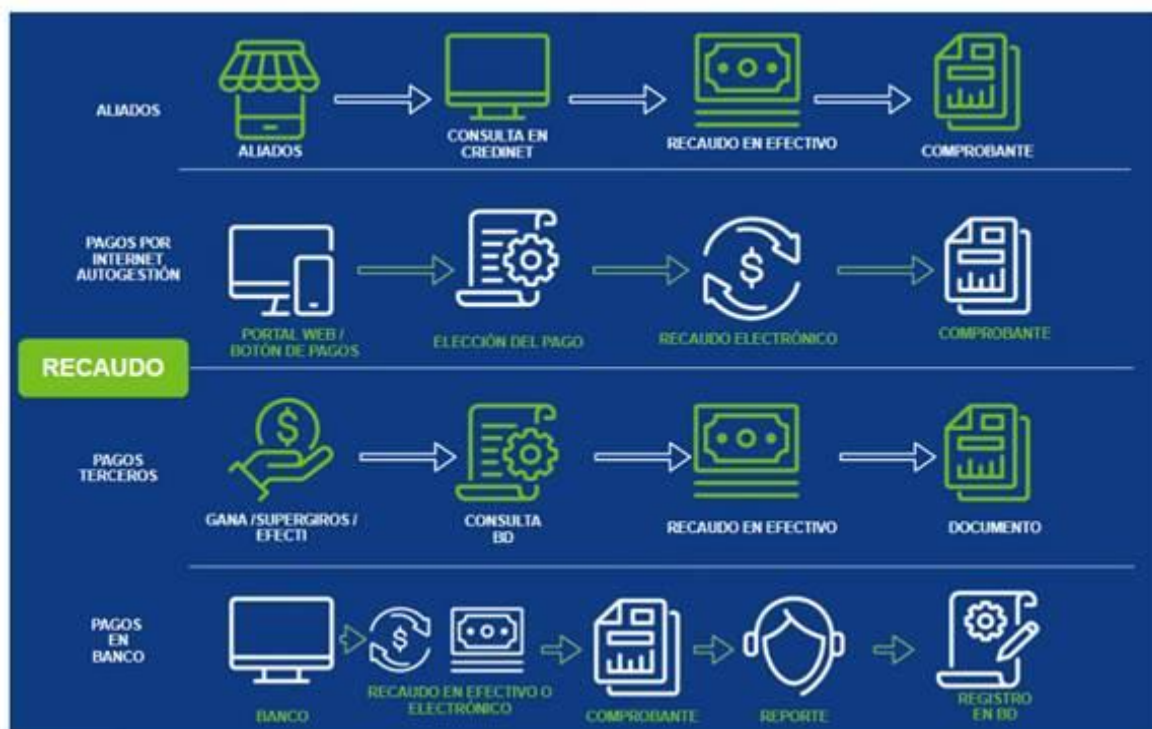 ALIADOS
ALIADOS
CONSULTA EN
CREDINET
RECAUDO EN EFECTIVO
COMPROBANTE
PAGOS POR
INTERNET
AUTOGESTIÓN
PORTAL WEB /
BOTÓN DE PAGOS
ELECCIÓN DEL PAGO
RECAUDO ELECTRÓNICO
COMPROBANTE
RECAUDO
PAGOS
TERCEROS
GANA /SUPERGIROS /
EFECTI
CONSULTA
BD
RECAUDO EN EFECTIVO
DOCUMENTO
PAGOS
EN
BANCO
BANCO
RECAUDO EN EFECTIVO O
ELECTRÓNICO
COMPROBANTE
REPORTE
REGISTRO
EN BD